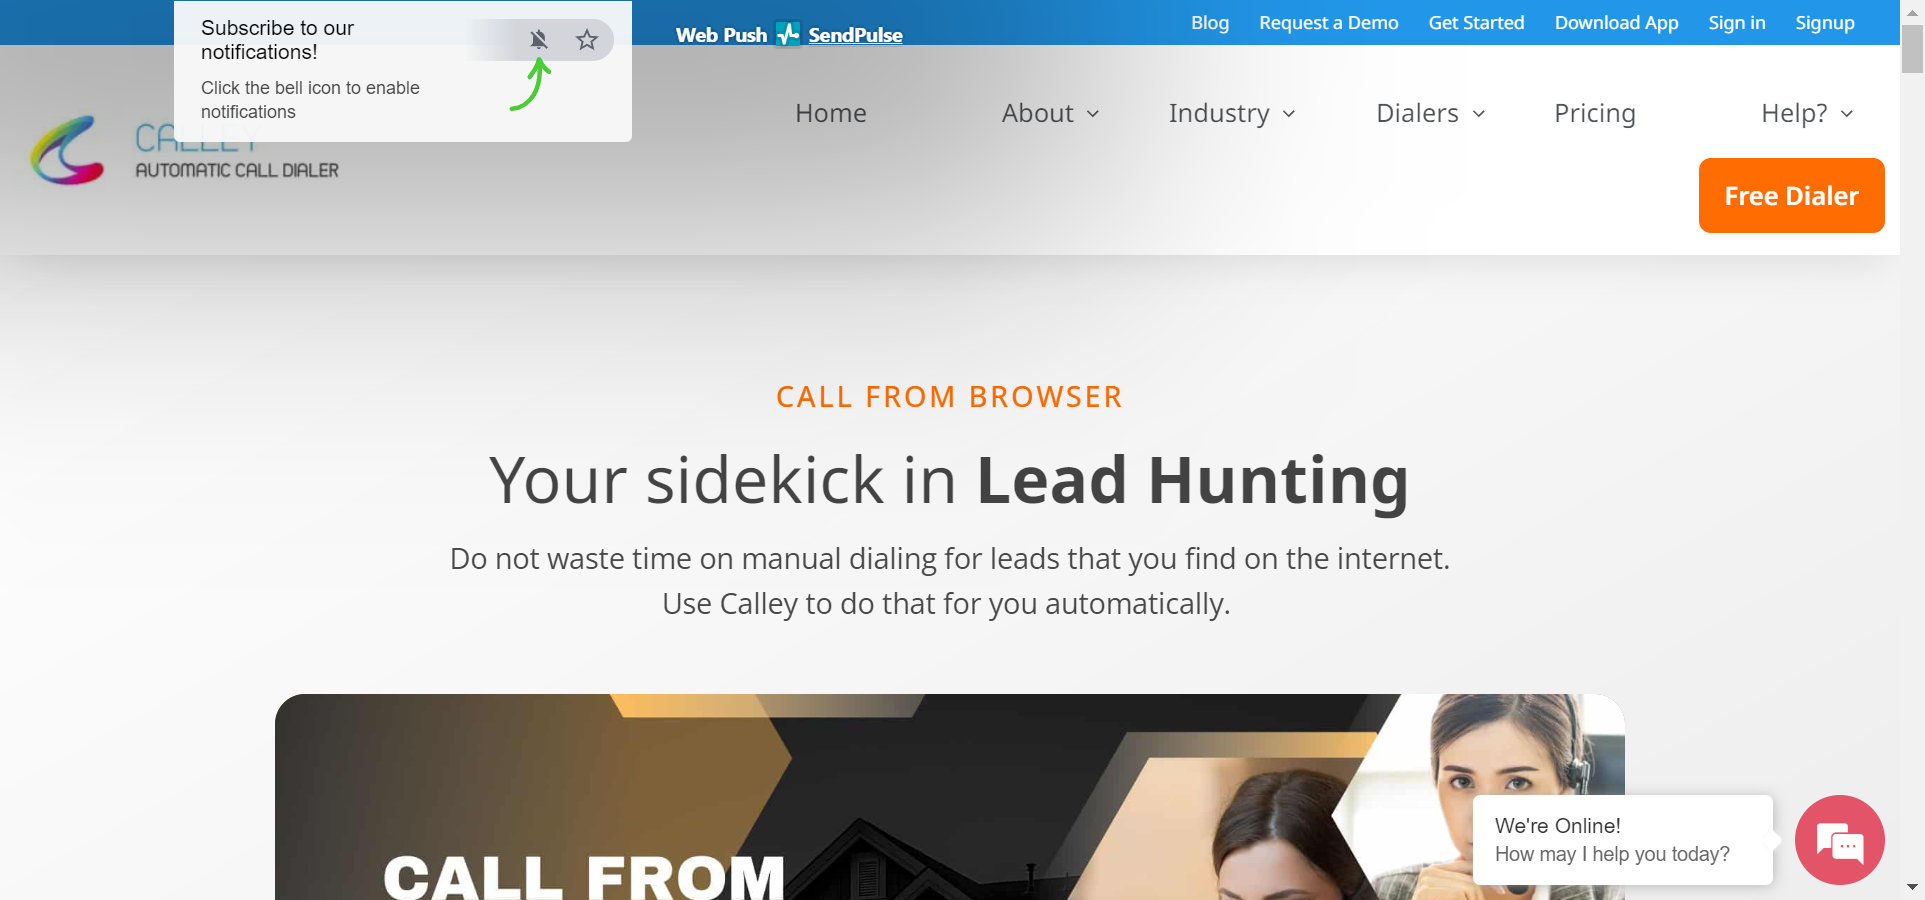 Subscribe to our
notifications!
Click the bell icon to enable
notifications
Web Push SendPulse
Blog Request a Demo Get Started Download App Sign in Signup
CALLEY
AUTOMATIC CALL DIALER
Home About Industry Dialers Pricing Help?
Free Dialer
CALL FROM BROWSER
Your sidekick in Lead Hunting
Do not waste time on manual dialing for leads that you find on the internet.
Use Calley to do that for you automatically.
CALL FROM
We're Online!
How may I help you today?